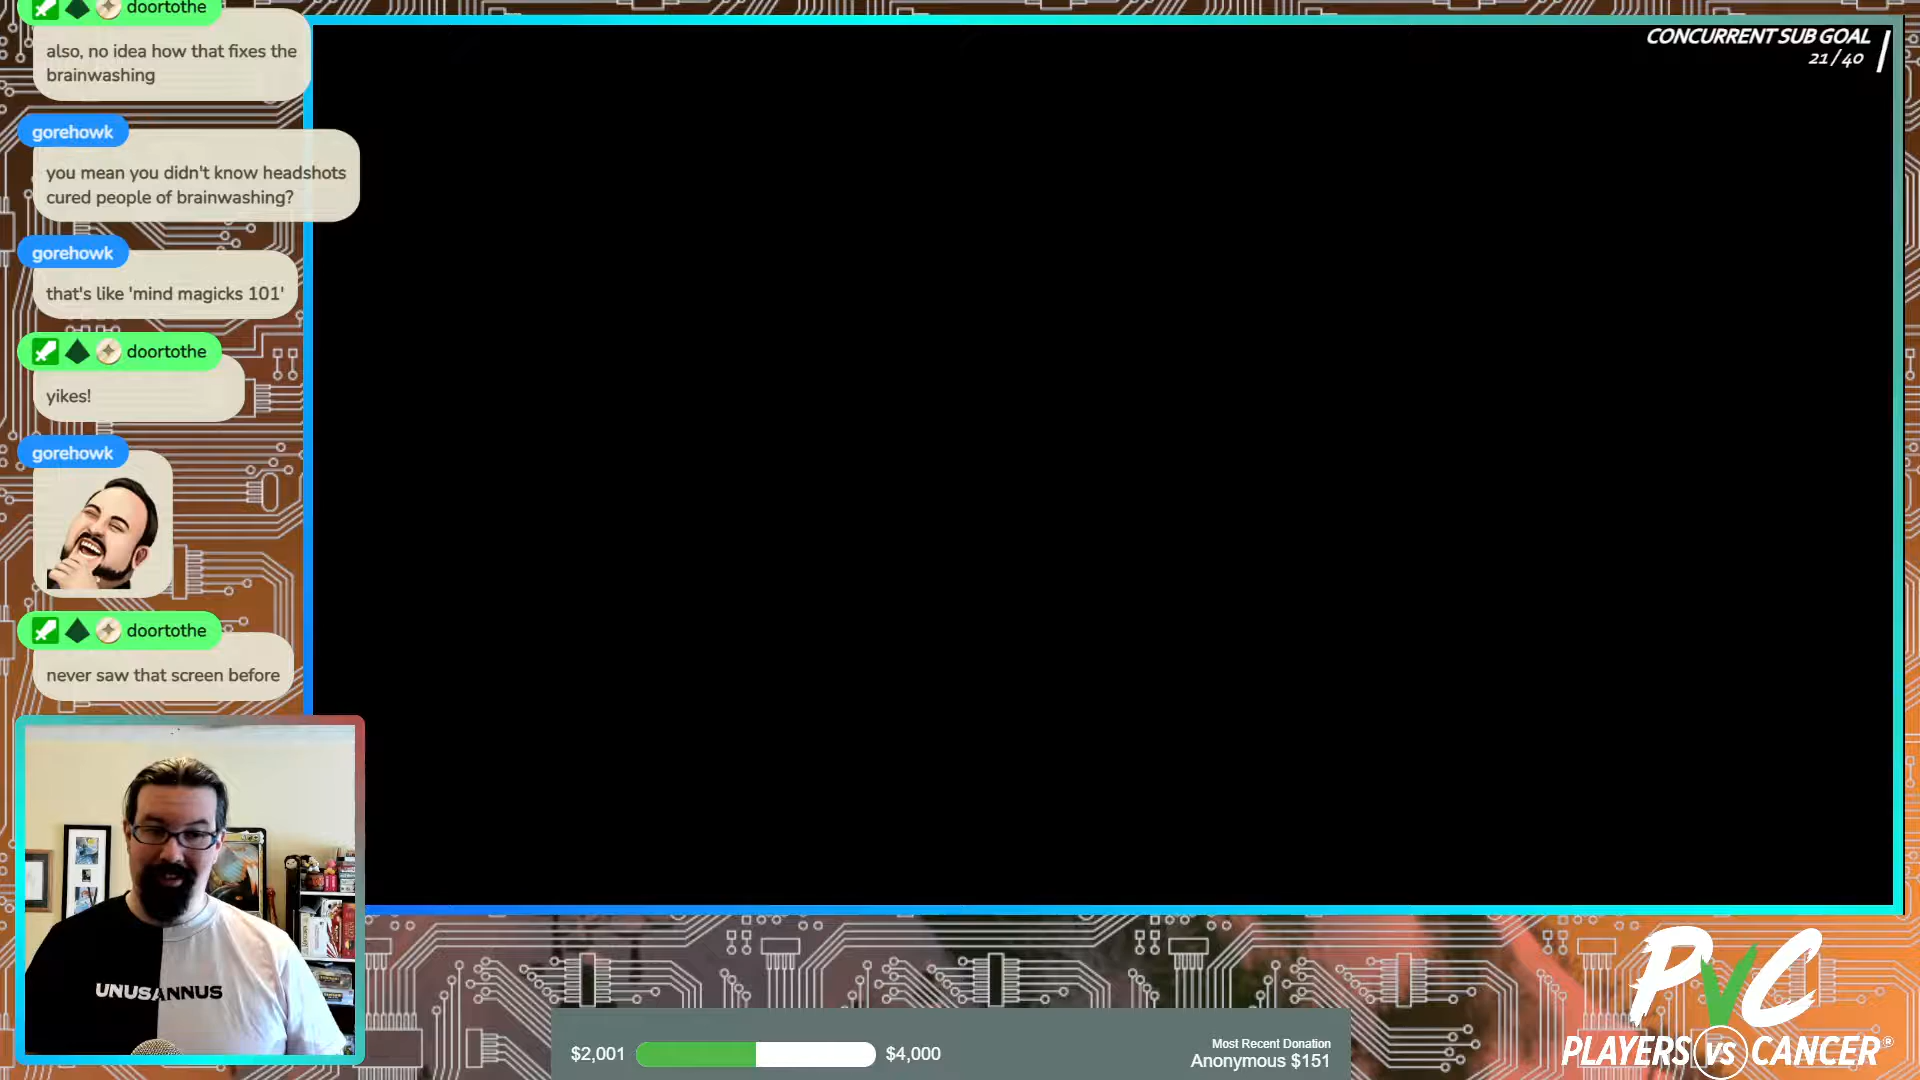 doortothe
also, no idea how that fixes the
brainwashing
gorehowk
you mean you didn't know headshots
cured people of brainwashing?
gorehowk
that's like 'mind magicks 101'
doortothe
yikes!
gorehowk
doortothe
never saw that screen before
CONCURRENT SUB GOAL
21/40
UNUSANNUS
$2,001
$4,000
Most Recent Donation
Anonymous $151
PVC
PLAYERS VS CANCER®